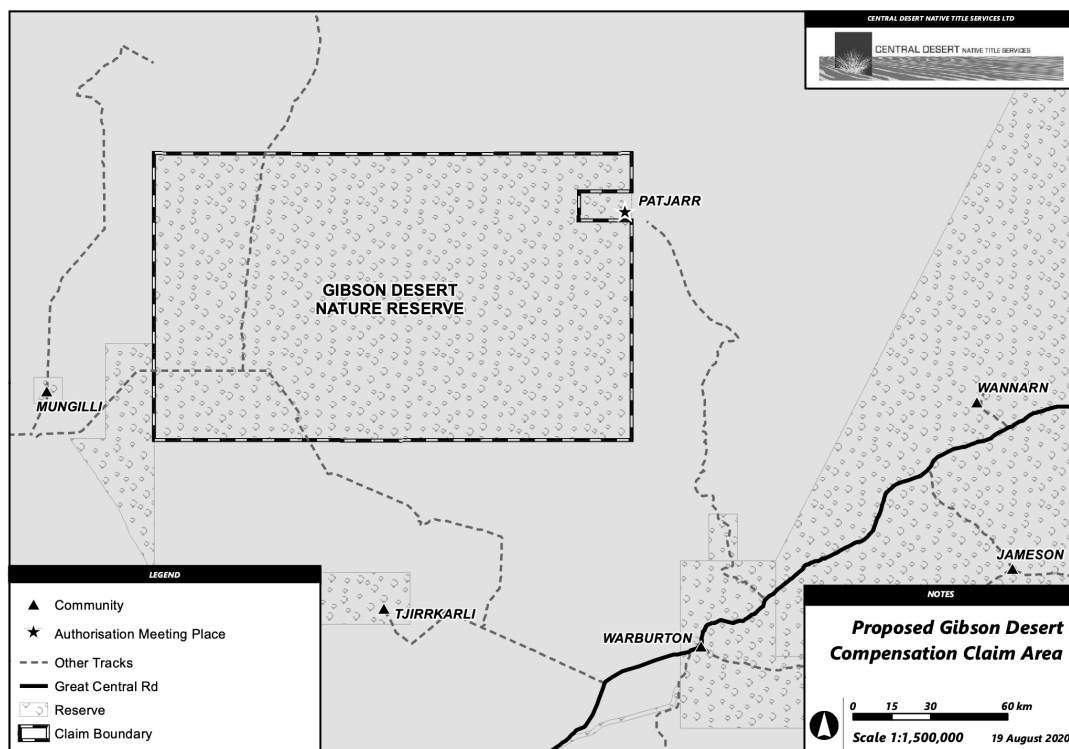 CENTRAL DESERT NATIVE TITLE SERVICES LTD
CENTRAL DESERT NATIVE TITLE SERVICES
PATJARR
GIBSON DESERT
NATURE RESERVE
WANNARN
MUNGILLI
JAMESON
TJIRRKARLI
WARBURTON
LEGEND
Community
Authorisation Meeting Place
Other Tracks
Great Central Rd
Reserve
Claim Boundary
NOTES
Proposed Gibson Desert
Compensation Claim Area
0 15 30 60 km
Scale 1:1,500,000 19 August 2020